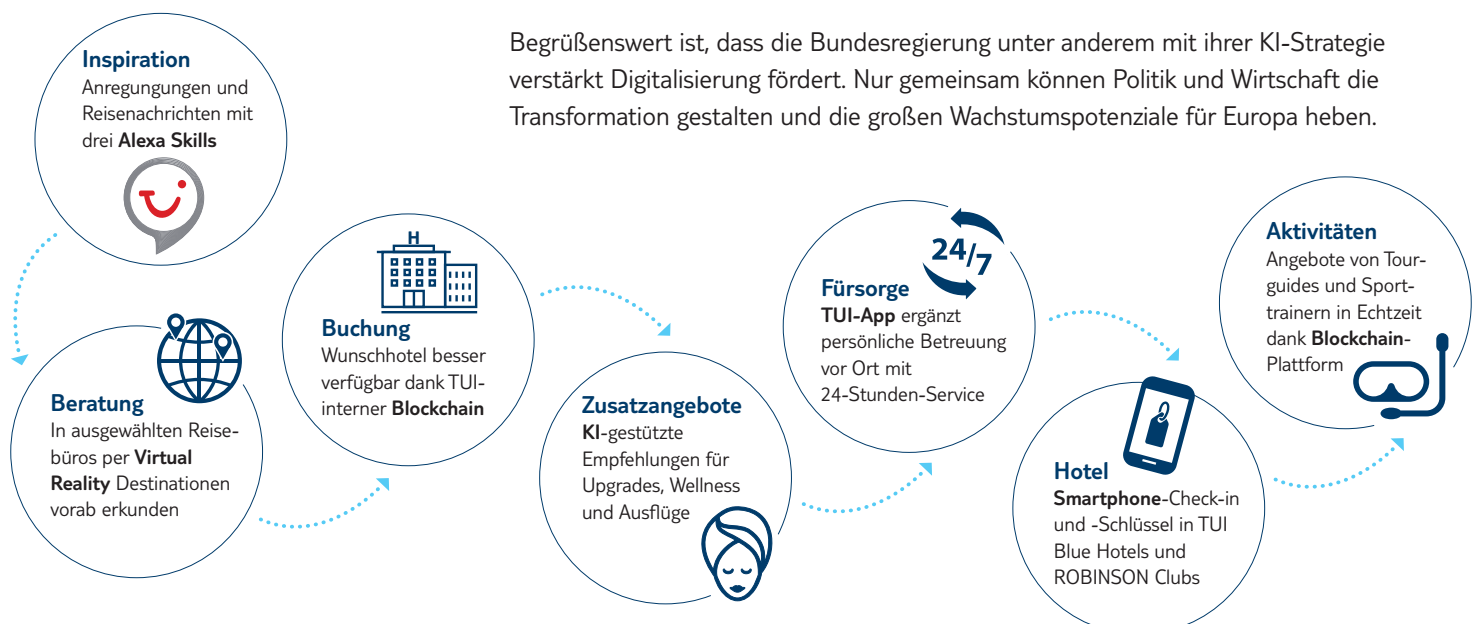 Begrüßenswert ist, dass die Bundesregierung unter anderem mit ihrer KI-Strategie
verstärkt Digitalisierung fördert. Nur gemeinsam können Politik und Wirtschaft die
Transformation gestalten und die großen Wachstumspotenziale für Europa heben.
Inspiration
Anregungungen und
Reisenachrichten mit
drei Alexa Skills
Beratung
In ausgewählten Reise-
büros per Virtual
Reality Destinationen
vorab erkunden
H
Buchung
Wunschhotel besser
verfügbar dank TUI-
interner Blockchain
Zusatzangebote
KI-gestützte
Empfehlungen für
Upgrades, Wellness
und Ausflüge
24/7
Fürsorge
TUI-App ergänzt
persönliche Betreuung
vor Ort mit
24-Stunden-Service
Hotel
Smartphone-Check-in
und -Schlüssel in TUI
Blue Hotels und
ROBINSON Clubs
Aktivitäten
Angebote von Tour-
guides und Sport-
trainern in Echtzeit
dank Blockchain-
Plattform